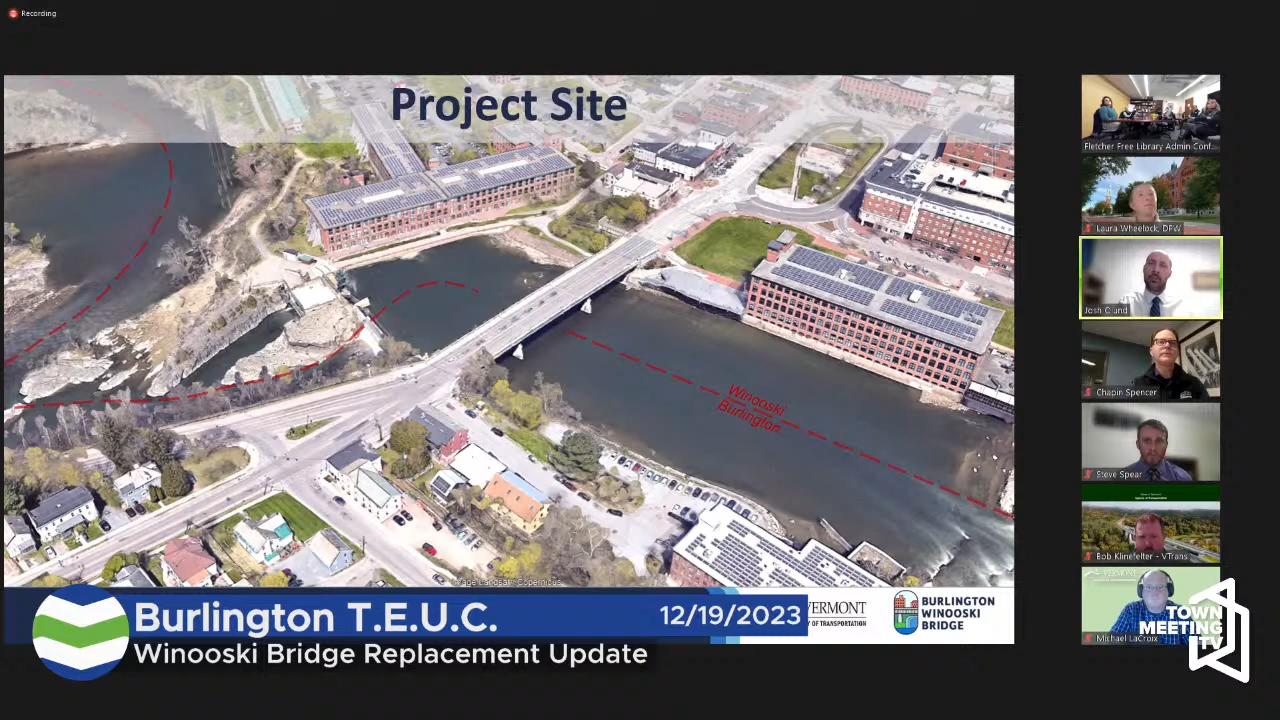 Recording
Project Site
Winooski
Burlington
VERMONT
Y OF TRANSPORTATION
BURLINGTON
WINOOSKI
BRIDGE
Burlington T.E.U.C.
12/19/2023
Winooski Bridge Replacement Update
Fletcher Free Library Admin Conf...
Laura Wheelock, DPW
Josh Olund
Chapin Spencer
Steve Spear
Bob Klinefelter - VTrans
VERMONT
Michael LaCroix
TOWN
MEETING
TV